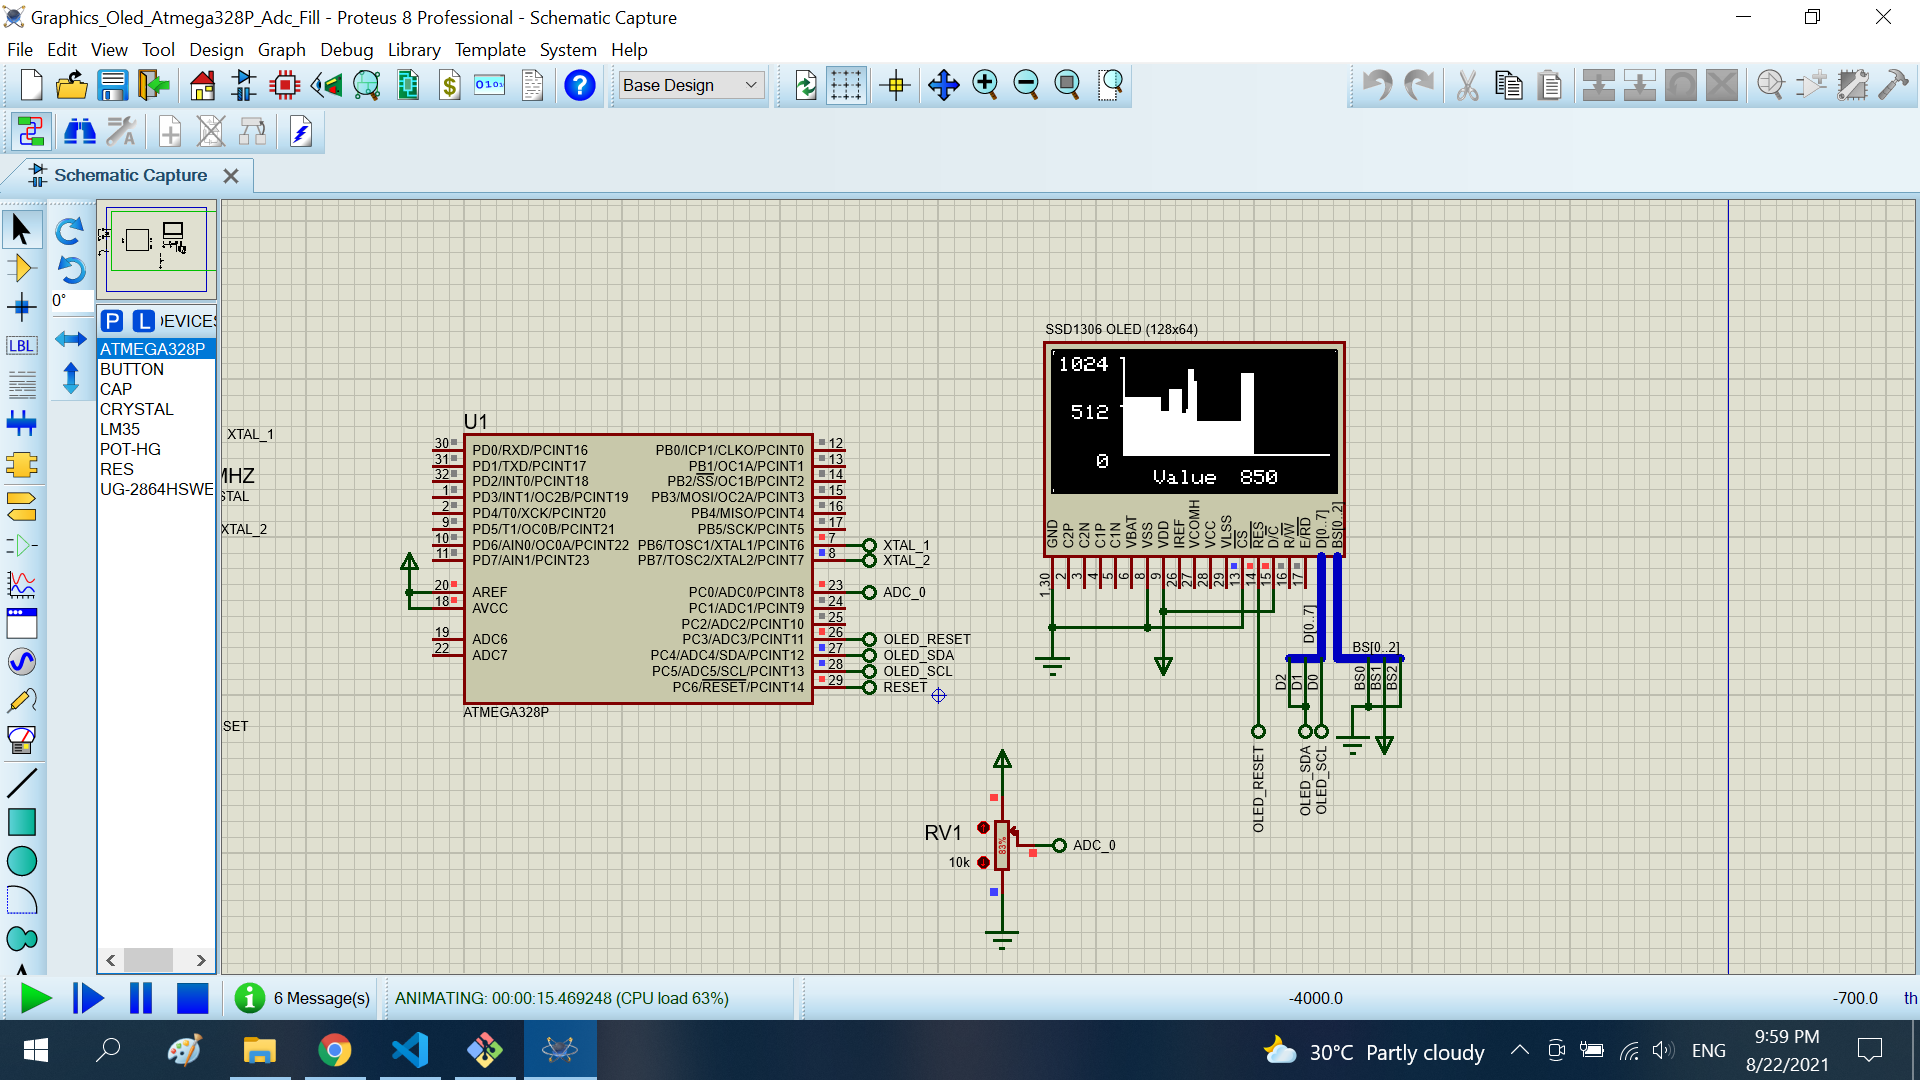 Graphics_Oled_Atmega328P_Adc_Fill - Proteus 8 Professional - Schematic Capture
File Edit View Tool Design Graph Debug Library Template System Help
Base Design
Schematic Capture
0°
P L EVICES
ATMEGA328P
BUTTON
CAP
CRYSTAL
LM35
POT-HG
RES
UG-2864HSWE
LBL
XTAL_1
MHZ
STAL
XTAL_2
SET
U1
30 PD0/RXD/PCINT16
31 PD1/TXD/PCINT17
32 PD2/INT0/PCINT18
1 PD3/INT1/OC2B/PCINT19
2 PD4/T0/XCK/PCINT20
9 PD5/T1/OC0B/PCINT21
10 PD6/AIN0/OC0A/PCINT22
11 PD7/AIN1/PCINT23
20 AREF
18 AVCC
19 ADC6
22 ADC7
PB0/ICP1/CLKO/PCINT0 12
PB1/OC1A/PCINT1 13
PB2/SS/OC1B/PCINT2 14
PB3/MOSI/OC2A/PCINT3 15
PB4/MISO/PCINT4 16
PB5/SCK/PCINT5 17
PB6/TOSC1/XTAL1/PCINT6 7 XTAL_1
PB7/TOSC2/XTAL2/PCINT7 8 XTAL_2
PC0/ADC0/PCINT8 23 ADC_0
PC1/ADC1/PCINT9 24
PC2/ADC2/PCINT10 25
PC3/ADC3/PCINT11 26 OLED_RESET
PC4/ADC4/SDA/PCINT12 27 OLED_SDA
PC5/ADC5/SCL/PCINT13 28 OLED_SCL
PC6/RESET/PCINT14 29 RESET
ATMEGA328P
SSD1306 OLED (128x64)
1024
512
0
Value 850
GND C2P C2N C1P C1N VBAT VSS VDD IREF VCOMH VCC VLSS CS RES D/C R/W E/RD D[0..7] BS[0..2]
1,30 2 3 4 5 6 8 9 26 27 28 29 13 14 15 16 17
D[0..7]
BS[0..2]
D2 D1 D0 BS0 BS1 BS2
OLED_RESET OLED_SDA OLED_SCL
RV1
10k
83%
ADC_0
6 Message(s)
ANIMATING: 00:00:15.469248 (CPU load 63%)
-4000.0
-700.0
th
30°C Partly cloudy
ENG
9:59 PM
8/22/2021